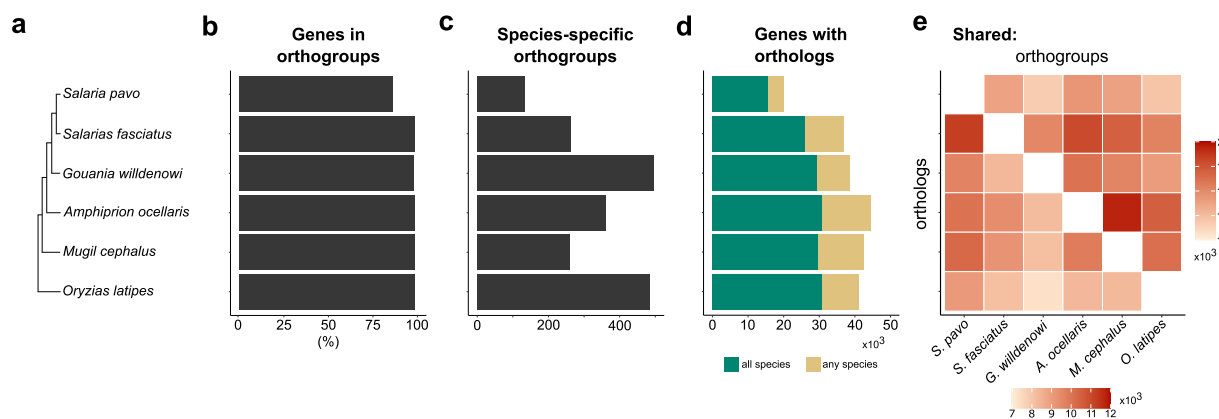 a
b
c
d
e
Genes in
orthogroups
Species-specific
orthogroups
Genes with
orthologs
Shared:
orthogroups
Salaria pavo
Salarias fasciatus
Gouania willdenowi
Amphiprion ocellaris
Mugil cephalus
Oryzias latipes
0 25 50 75 100
(%)
0 200 400
0 10 20 30 40 50
x10³
all species
any species
orthologs
x10³
S. pavo
S. fasciatus
G. willdenowi
A. ocellaris
M. cephalus
O. latipes
7 8 9 10 11 12
x10³